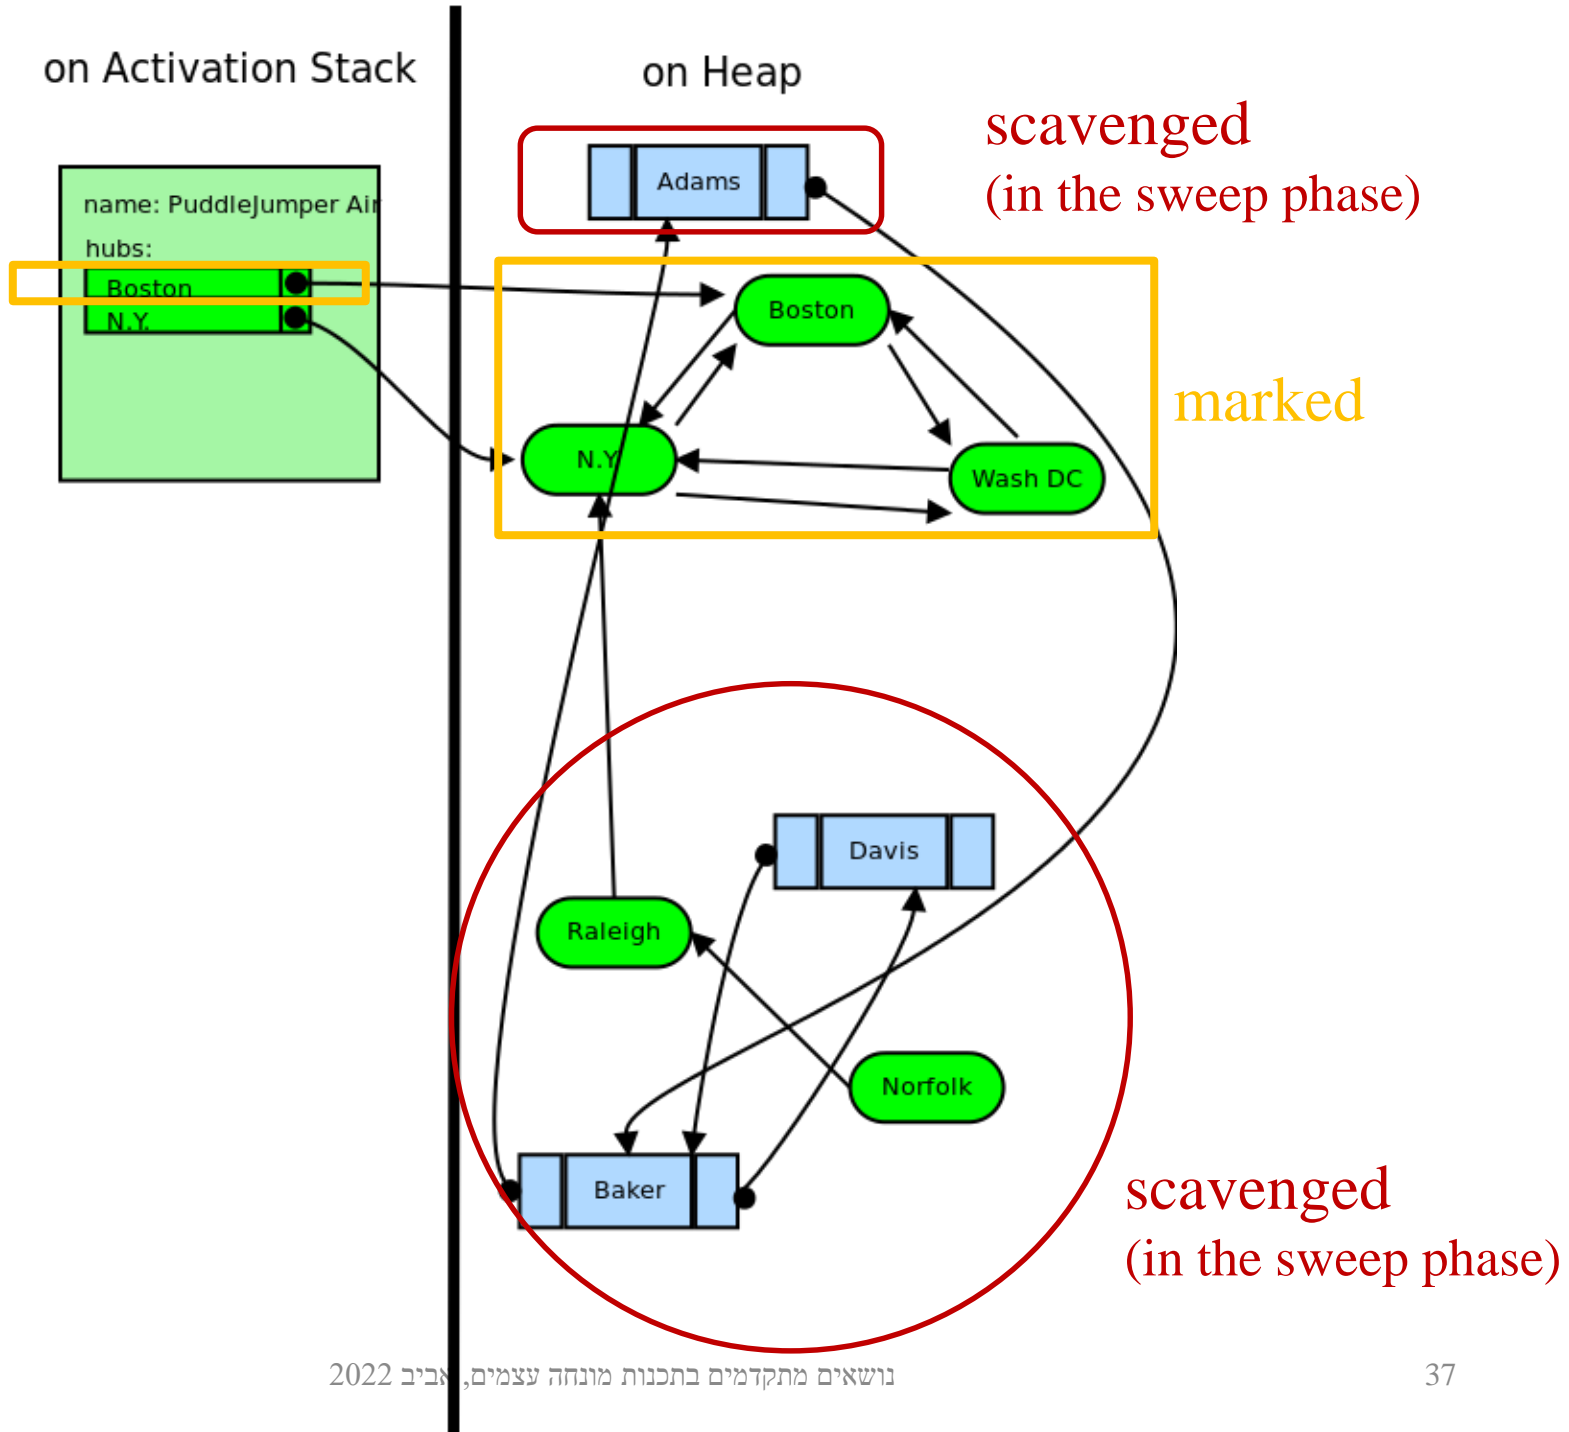 on Activation Stack
on Heap
scavenged
(in the sweep phase)
Adams
name: PuddleJumper Air
hubs:
Boston
N.Y.
Boston
marked
N.Y
Wash DC
Davis
Raleigh
Norfolk
Baker
scavenged
(in the sweep phase)
נושאים מתקדמים בתכנות מונחה עצמים, אביב 2022
37